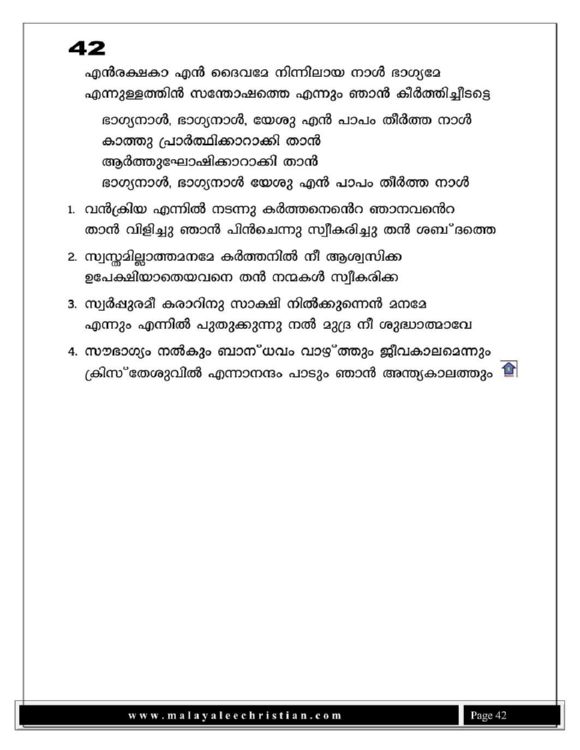 42
എൻരക്ഷകാ എൻ ദൈവമേ നിന്നിലായ നാൾ ഭാഗ്യമേ
എന്നുള്ളത്തിൻ സന്തോഷത്തെ എന്നും ഞാൻ കീർത്തിച്ചീടട്ടെ
ഭാഗ്യനാൾ, ഭാഗ്യനാൾ, യേശു എൻ പാപം തീർത്ത നാൾ
കാത്തു പ്രാർത്ഥിക്കാറാക്കി താൻ
ആർത്തുഘോഷിക്കാറാക്കി താൻ
ഭാഗ്യനാൾ, ഭാഗ്യനാൾ യേശു എൻ പാപം തീർത്ത നാൾ
1. വൻക്രിയ എന്നിൽ നടന്നു കർത്തനെൻെറ ഞാനവൻെറ
താൻ വിളിച്ചു ഞാൻ പിൻചെന്നു സ്വീകരിച്ചു തൻ ശബ്ദത്തെ
2. സ്വസ്ഥമില്ലാത്തമനമേ കർത്തനിൽ നീ ആശ്വസിക്ക
ഉപേക്ഷിയാതെയവനെ തൻ നന്മകൾ സ്വീകരിക്ക
3. സ്വർപ്പുരമീ കരാറിനു സാക്ഷി നിൽക്കുന്നെൻ മനമേ
എന്നും എന്നിൽ പുതുക്കുന്നു നൽ മുദ്ര നീ ശുദ്ധാത്മാവേ
4. സൗഭാഗ്യം നൽകും ബാന്ധവം വാഴ്ത്തും ജീവകാലമെന്നും
ക്രിസ്തേശുവിൽ എന്നാനന്ദം പാടും ഞാൻ അന്ത്യകാലത്തും
www.malayaleechristian.com
Page 42